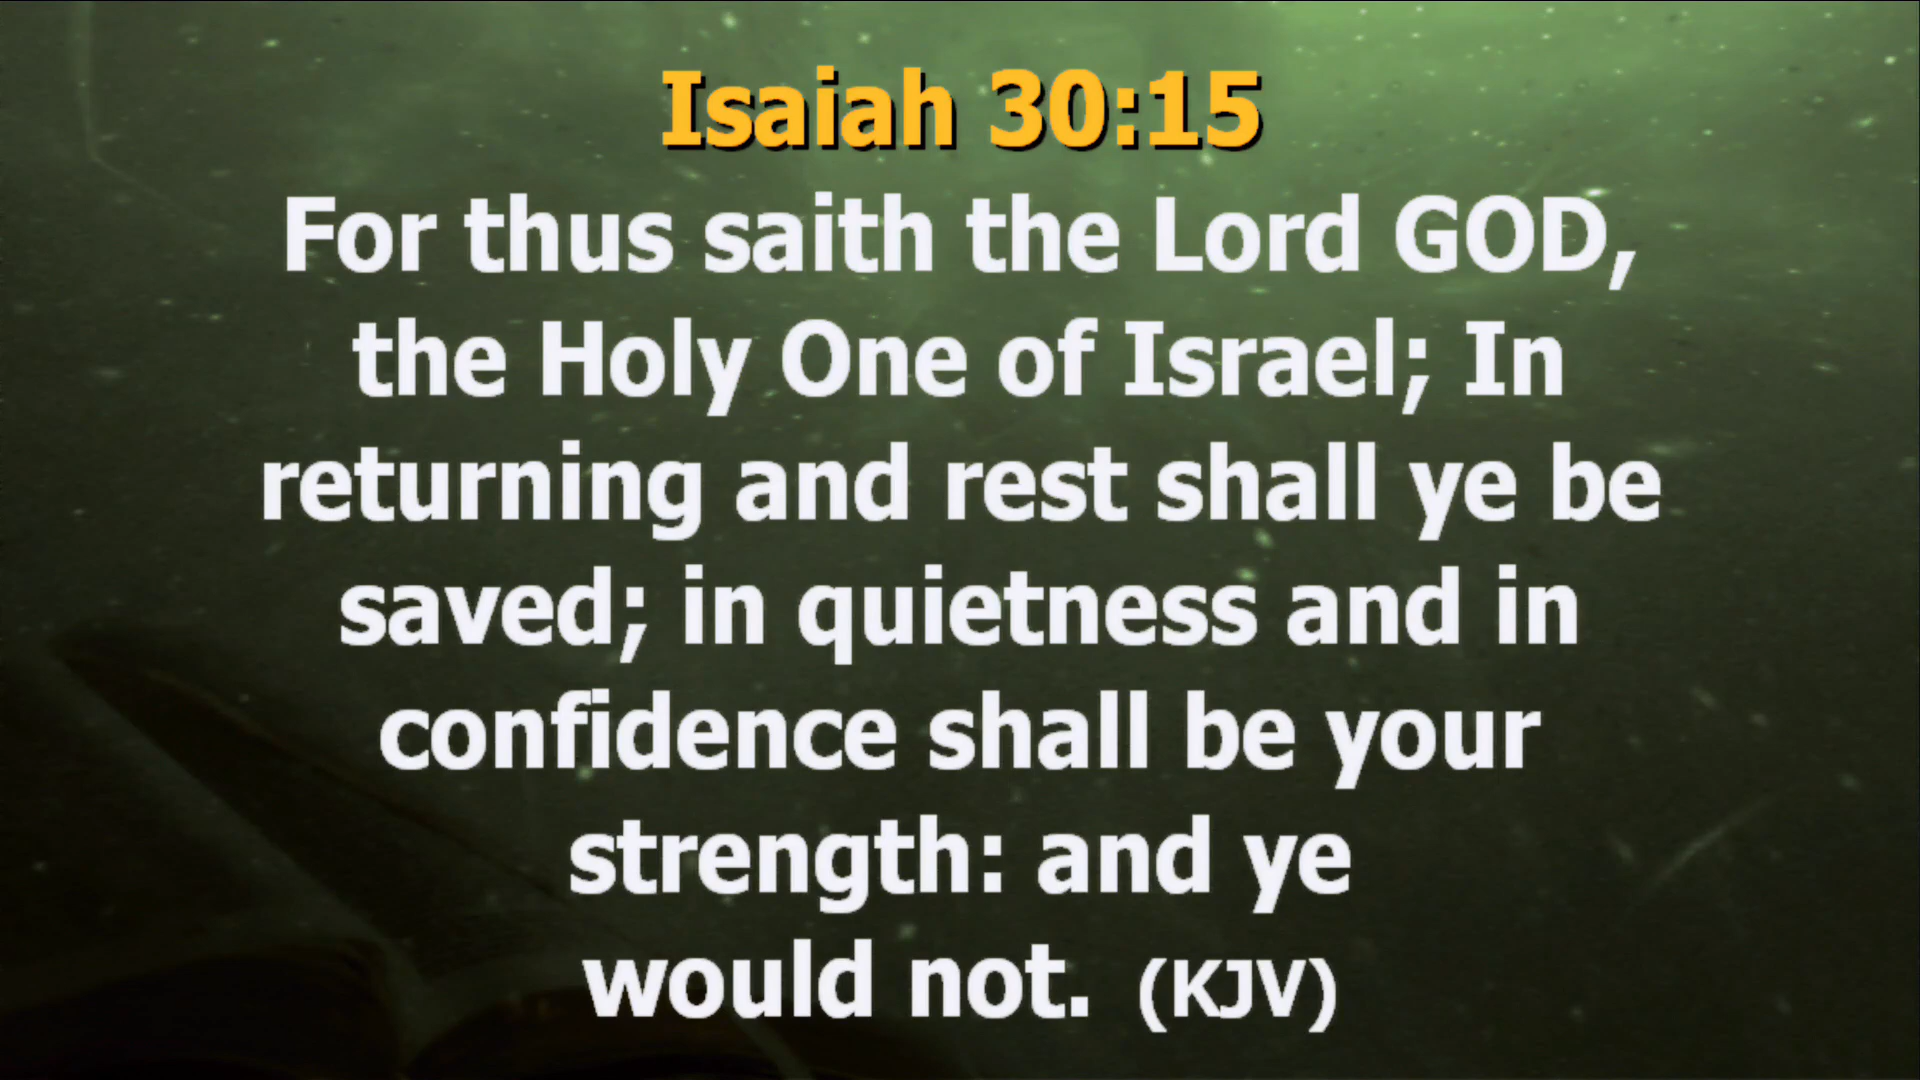 Isaiah 30:15
For thus saith the Lord GOD,
the Holy One of Israel; In
returning and rest shall ye be
saved; in quietness and in
confidence shall be your
strength: and ye
would not. (KJV)